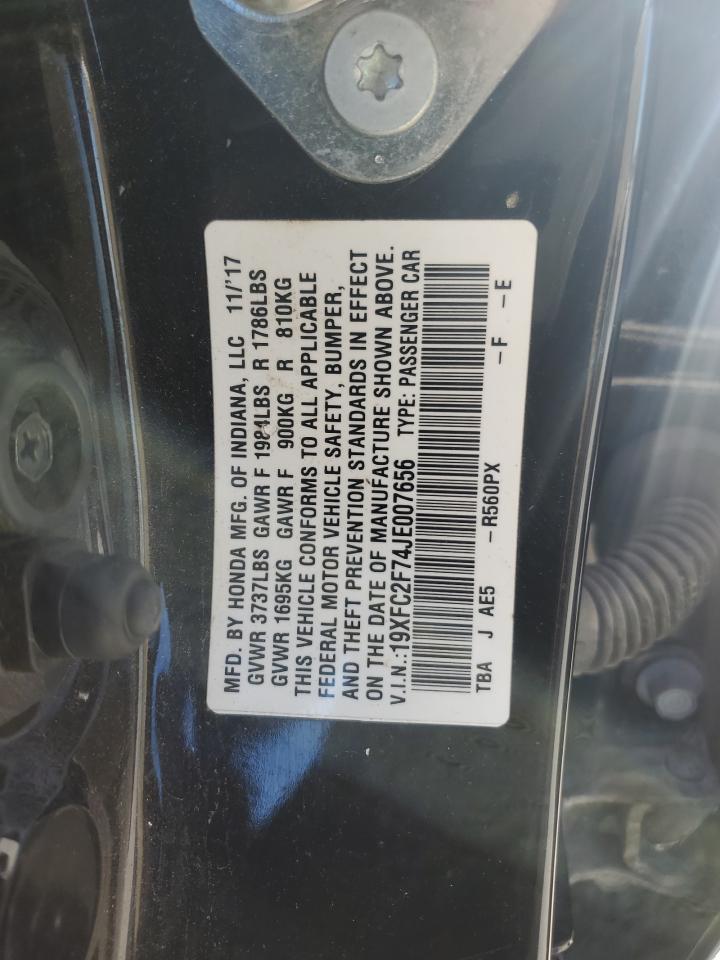 MFD. BY HONDA MFG. OF INDIANA, LLC 11/'17
GVWR 3737LBS GAWR F 1984LBS R 1786LBS
GVWR 1695KG GAWR F 900KG R 810KG
THIS VEHICLE CONFORMS TO ALL APPLICABLE
FEDERAL MOTOR VEHICLE SAFETY, BUMPER,
AND THEFT PREVENTION STANDARDS IN EFFECT
ON THE DATE OF MANUFACTURE SHOWN ABOVE.
V.I.N.:19XFC2F74JE007656 TYPE: PASSENGER CAR
TBA J AE5 -R560PX -F -E